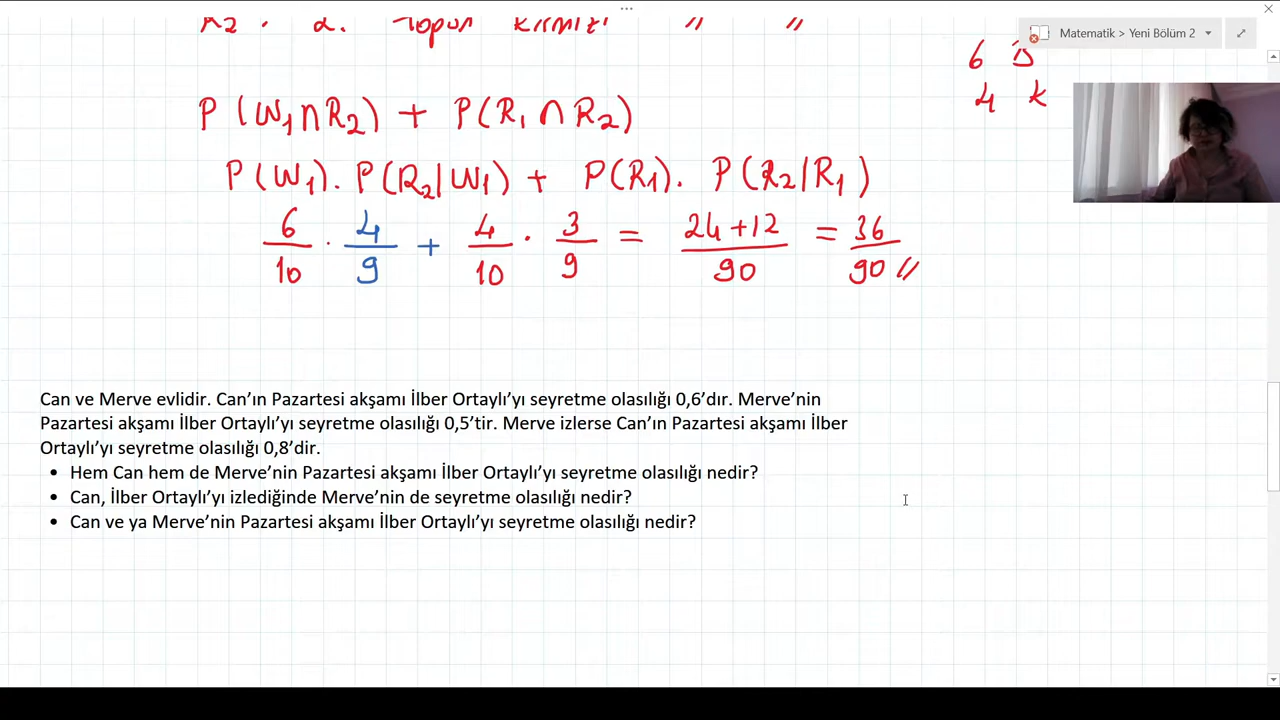 R2 : 2. topun kırmızı " "
Matematik > Yeni Bölüm 2
6 B
4 K
P(W1∩R2) + P(R1∩R2)
P(W1). P(R2|W1) + P(R1). P(R2|R1)
6/10 · 4/9 + 4/10 · 3/9 = 24+12/90 = 36/90 //
Can ve Merve evlidir. Can’ın Pazartesi akşamı İlber Ortaylı’yı seyretme olasılığı 0,6’dır. Merve’nin
Pazartesi akşamı İlber Ortaylı’yı seyretme olasılığı 0,5’tir. Merve izlerse Can’ın Pazartesi akşamı İlber
Ortaylı’yı seyretme olasılığı 0,8’dir.
• Hem Can hem de Merve’nin Pazartesi akşamı İlber Ortaylı’yı seyretme olasılığı nedir?
• Can, İlber Ortaylı’yı izlediğinde Merve’nin de seyretme olasılığı nedir?
• Can ve ya Merve’nin Pazartesi akşamı İlber Ortaylı’yı seyretme olasılığı nedir?